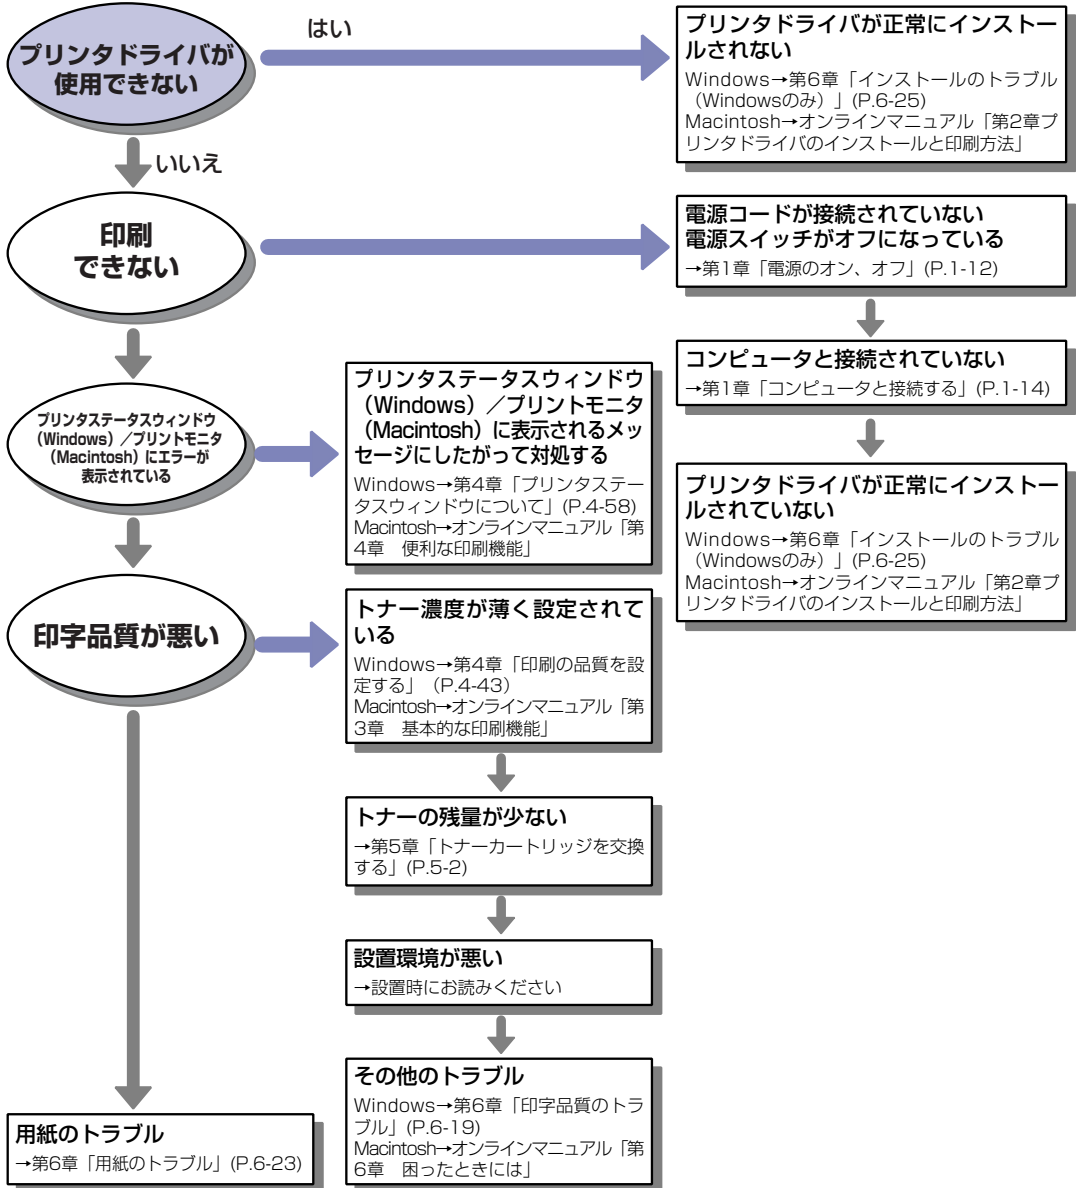 プリンタドライバが
使用できない
はい
プリンタドライバが正常にインストー
ルされない
Windows→第6章「インストールのトラブル
（Windowsのみ）」(P.6-25)
Macintosh→オンラインマニュアル「第2章プ
リンタドライバのインストールと印刷方法」
いいえ
印刷
できない
電源コードが接続されていない
電源スイッチがオフになっている
→第1章「電源のオン、オフ」(P.1-12)
コンピュータと接続されていない
→第1章「コンピュータと接続する」(P.1-14)
プリンタドライバが正常にインストー
ルされていない
Windows→第6章「インストールのトラブル
（Windowsのみ）」(P.6-25)
Macintosh→オンラインマニュアル「第2章プ
リンタドライバのインストールと印刷方法」
プリンタステータスウィンドウ
（Windows）／プリントモニタ
（Macintosh）にエラーが
表示されている
プリンタステータスウィンドウ
（Windows）／プリントモニタ
（Macintosh）に表示されるメッ
セージにしたがって対処する
Windows→第4章「プリンタステー
タスウィンドウについて」(P.4-58)
Macintosh→オンラインマニュアル「第
4章　便利な印刷機能」
印字品質が悪い
トナー濃度が薄く設定されて
いる
Windows→第4章「印刷の品質を設
定する」（P.4-43）
Macintosh→オンラインマニュアル「第
3章　基本的な印刷機能」
トナーの残量が少ない
→第5章「トナーカートリッジを交換
する」(P.5-2)
設置環境が悪い
→設置時にお読みください
その他のトラブル
Windows→第6章「印字品質のトラ
ブル」(P.6-19)
Macintosh→オンラインマニュアル「第
6章　困ったときには」
用紙のトラブル
→第6章「用紙のトラブル」(P.6-23)